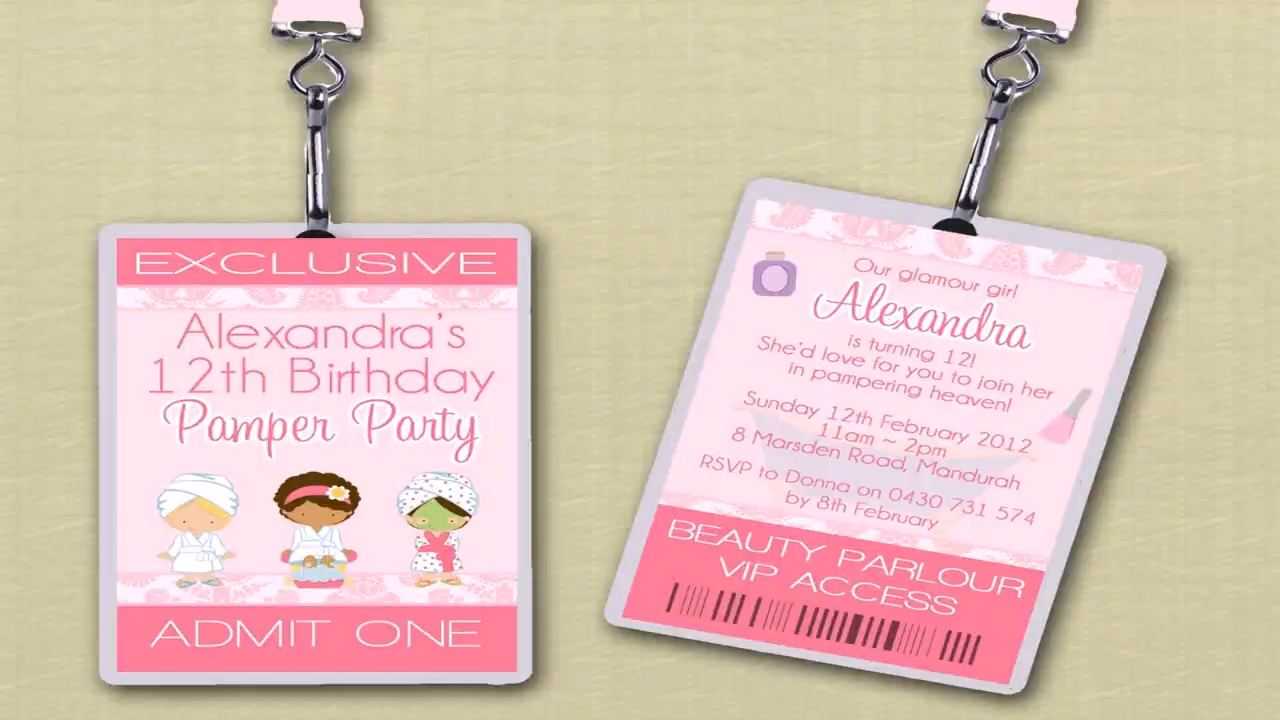 EXCLUSIVE
Alexandra's
12th Birthday
Pamper Party
ADMIT ONE
Our glamour girl
Alexandra
is turning 12!
She'd love for you to join her
in pampering heaven!
Sunday 12th February 2012
11am ~ 2pm
8 Marsden Road, Mandurah
RSVP to Donna on 0430 731 574
by 8th February
BEAUTY PARLOUR
VIP ACCESS